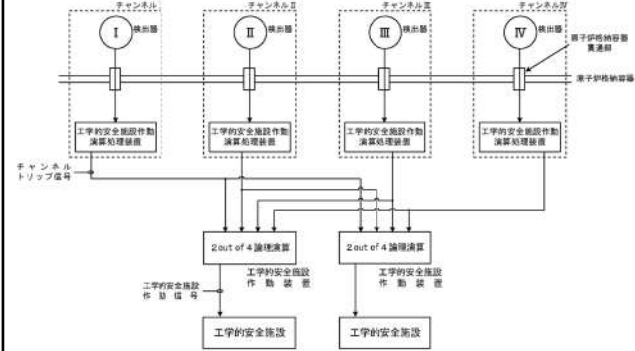 チャンネルⅠ
チャンネルⅡ
チャンネルⅢ
チャンネルⅣ
Ⅰ
検出器
Ⅱ
検出器
Ⅲ
検出器
Ⅳ
検出器
原子炉格納容器
貫通部
原子炉格納容器
工学的安全施設作動
演算処理装置
工学的安全施設作動
演算処理装置
工学的安全施設作動
演算処理装置
工学的安全施設作動
演算処理装置
チャンネル
トリップ信号
2 out of 4 論理演算
2 out of 4 論理演算
工学的安全施設
作動装置
工学的安全施設
作動装置
工学的安全施設
作動信号
工学的安全施設
工学的安全施設